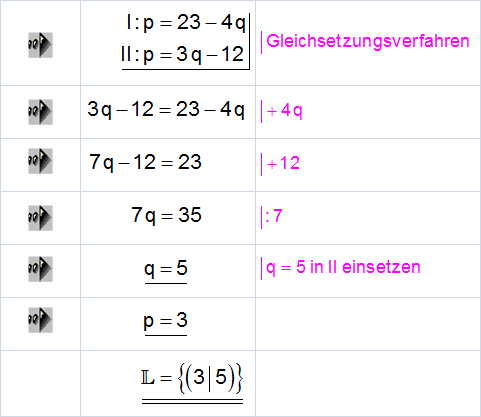 I : p = 23 – 4q
II : p = 3q – 12 | Gleichsetzungsverfahren
3q – 12 = 23 – 4q | + 4q
7q – 12 = 23 | +12
7q = 35 | : 7
q = 5 | q = 5 in II einsetzen
p = 3
𝕃 = {(3|5)}